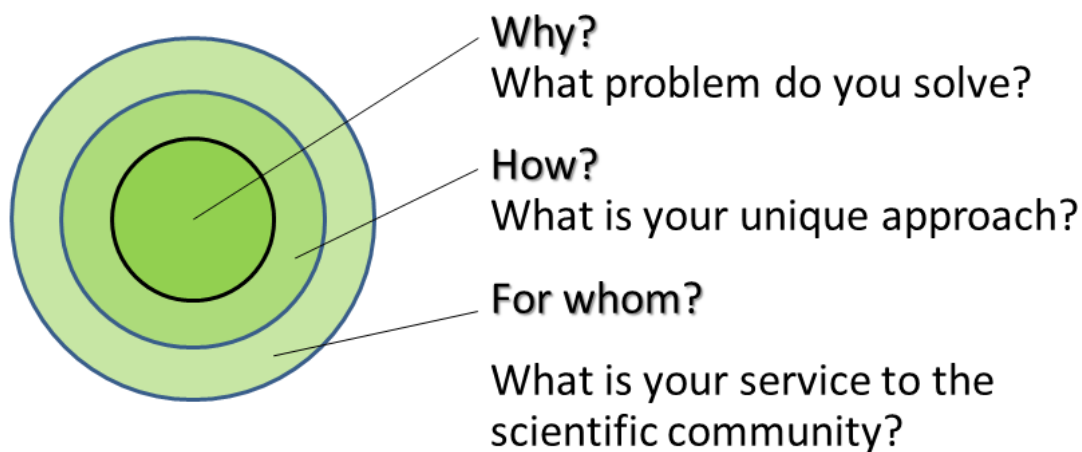 Why?
What problem do you solve?
How?
What is your unique approach?
For whom?
What is your service to the
scientific community?